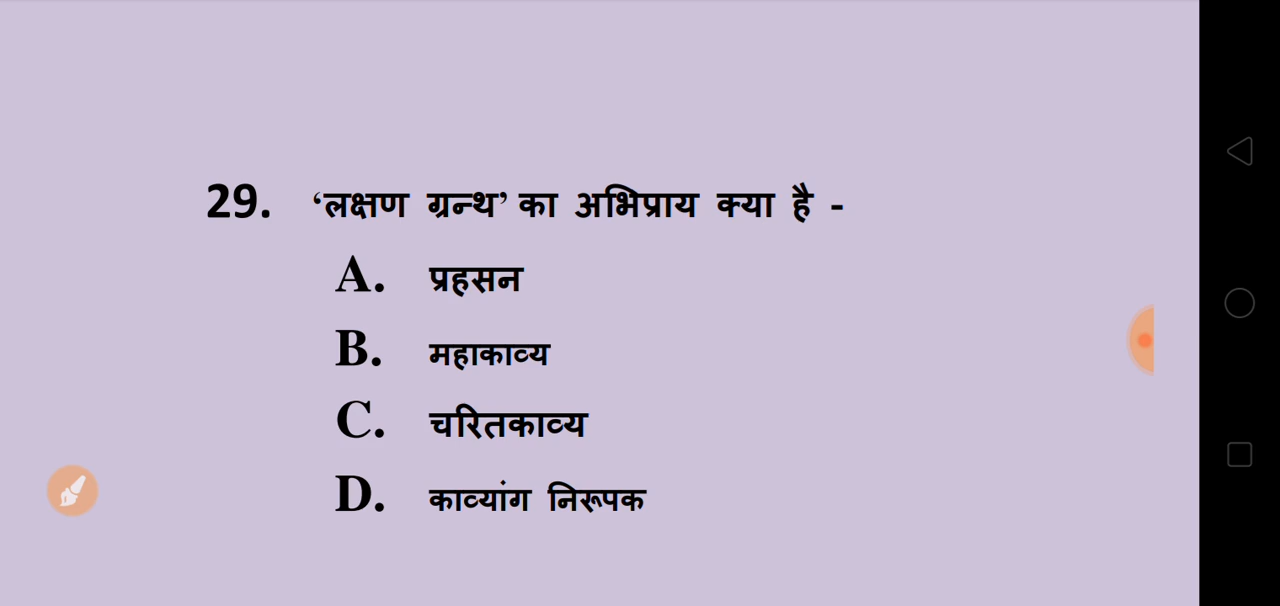 29. ‘लक्षण ग्रन्थ’ का अभिप्राय क्या है -
A. प्रहसन
B. महाकाव्य
C. चरितकाव्य
D. काव्यांग निरूपक